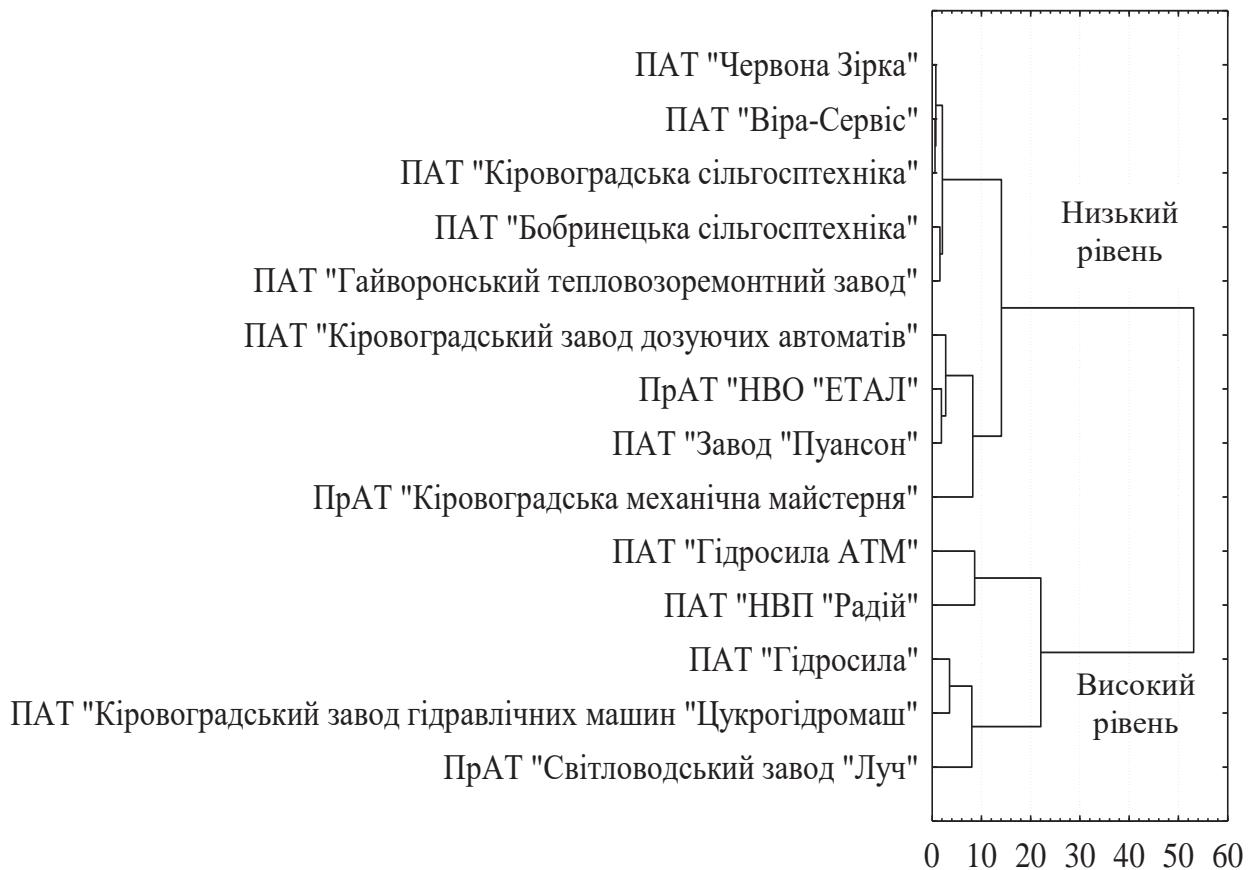 ПАТ "Червона Зірка"
ПАТ "Віра-Сервіс"
ПАТ "Кіровоградська сільгосптехніка"
ПАТ "Бобринецька сільгосптехніка"
ПАТ "Гайворонський тепловозоремонтний завод"
ПАТ "Кіровоградський завод дозуючих автоматів"
ПрАТ "НВО "ЕТАЛ"
ПАТ "Завод "Пуансон"
ПрАТ "Кіровоградська механічна майстерня"
ПАТ "Гідросила АТМ"
ПАТ "НВП "Радій"
ПАТ "Гідросила"
ПАТ "Кіровоградський завод гідравлічних машин "Цукрогідромаш"
ПрАТ "Світловодський завод "Луч"
Низький
рівень
Високий
рівень
0 10 20 30 40 50 60